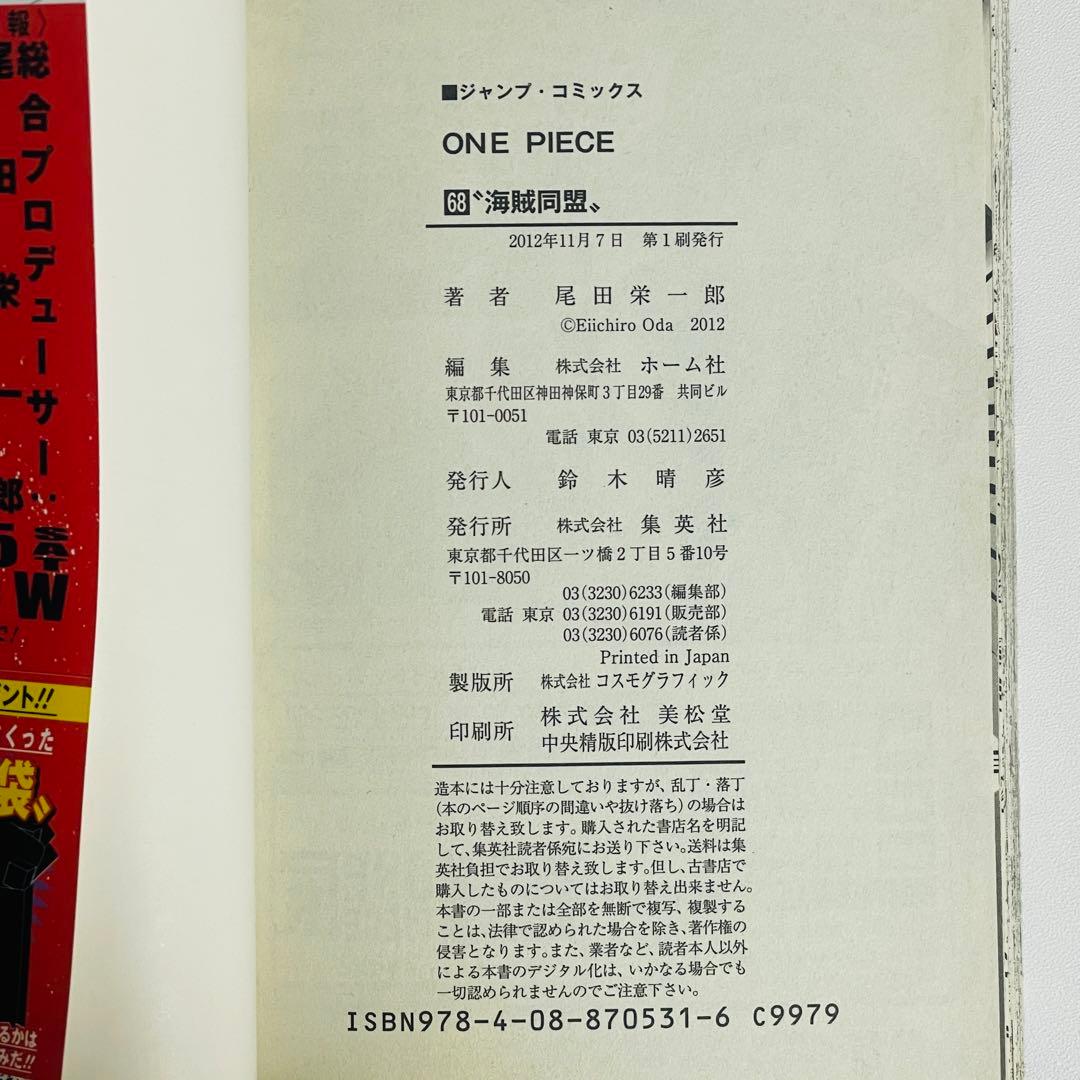 ■ジャンプ・コミックス
ONE PIECE
68〝海賊同盟〟
2012年11月7日 第1刷発行
著者 尾田栄一郎
©Eiichiro Oda 2012
編集 株式会社 ホーム社
東京都千代田区神田神保町3丁目29番 共同ビル
〒101-0051
電話 東京 03(5211)2651
発行人 鈴木晴彦
発行所 株式会社 集英社
東京都千代田区一ツ橋2丁目5番10号
〒101-8050
03(3230)6233(編集部)
電話 東京 03(3230)6191(販売部)
03(3230)6076(読者係)
Printed in Japan
製版所 株式会社 コスモグラフィック
印刷所 株式会社 美松堂
中央精版印刷株式会社
造本には十分注意しておりますが、乱丁・落丁
(本のページ順序の間違いや抜け落ち)の場合は
お取り替え致します。購入された書店名を明記
して、集英社読者係宛にお送り下さい。送料は集
英社負担でお取り替え致します。但し、古書店で
購入したものについてはお取り替え出来ません。
本書の一部または全部を無断で複写、複製する
ことは、法律で認められた場合を除き、著作権の
侵害となります。また、業者など、読者本人以外
による本書のデジタル化は、いかなる場合でも
一切認められませんのでご注意下さい。
ISBN978-4-08-870531-6 C9979
報〉
総合プロデューサー:
尾田栄一郎
5 SAT
W
ント!!
くった
袋〟
るかは
みだ!!